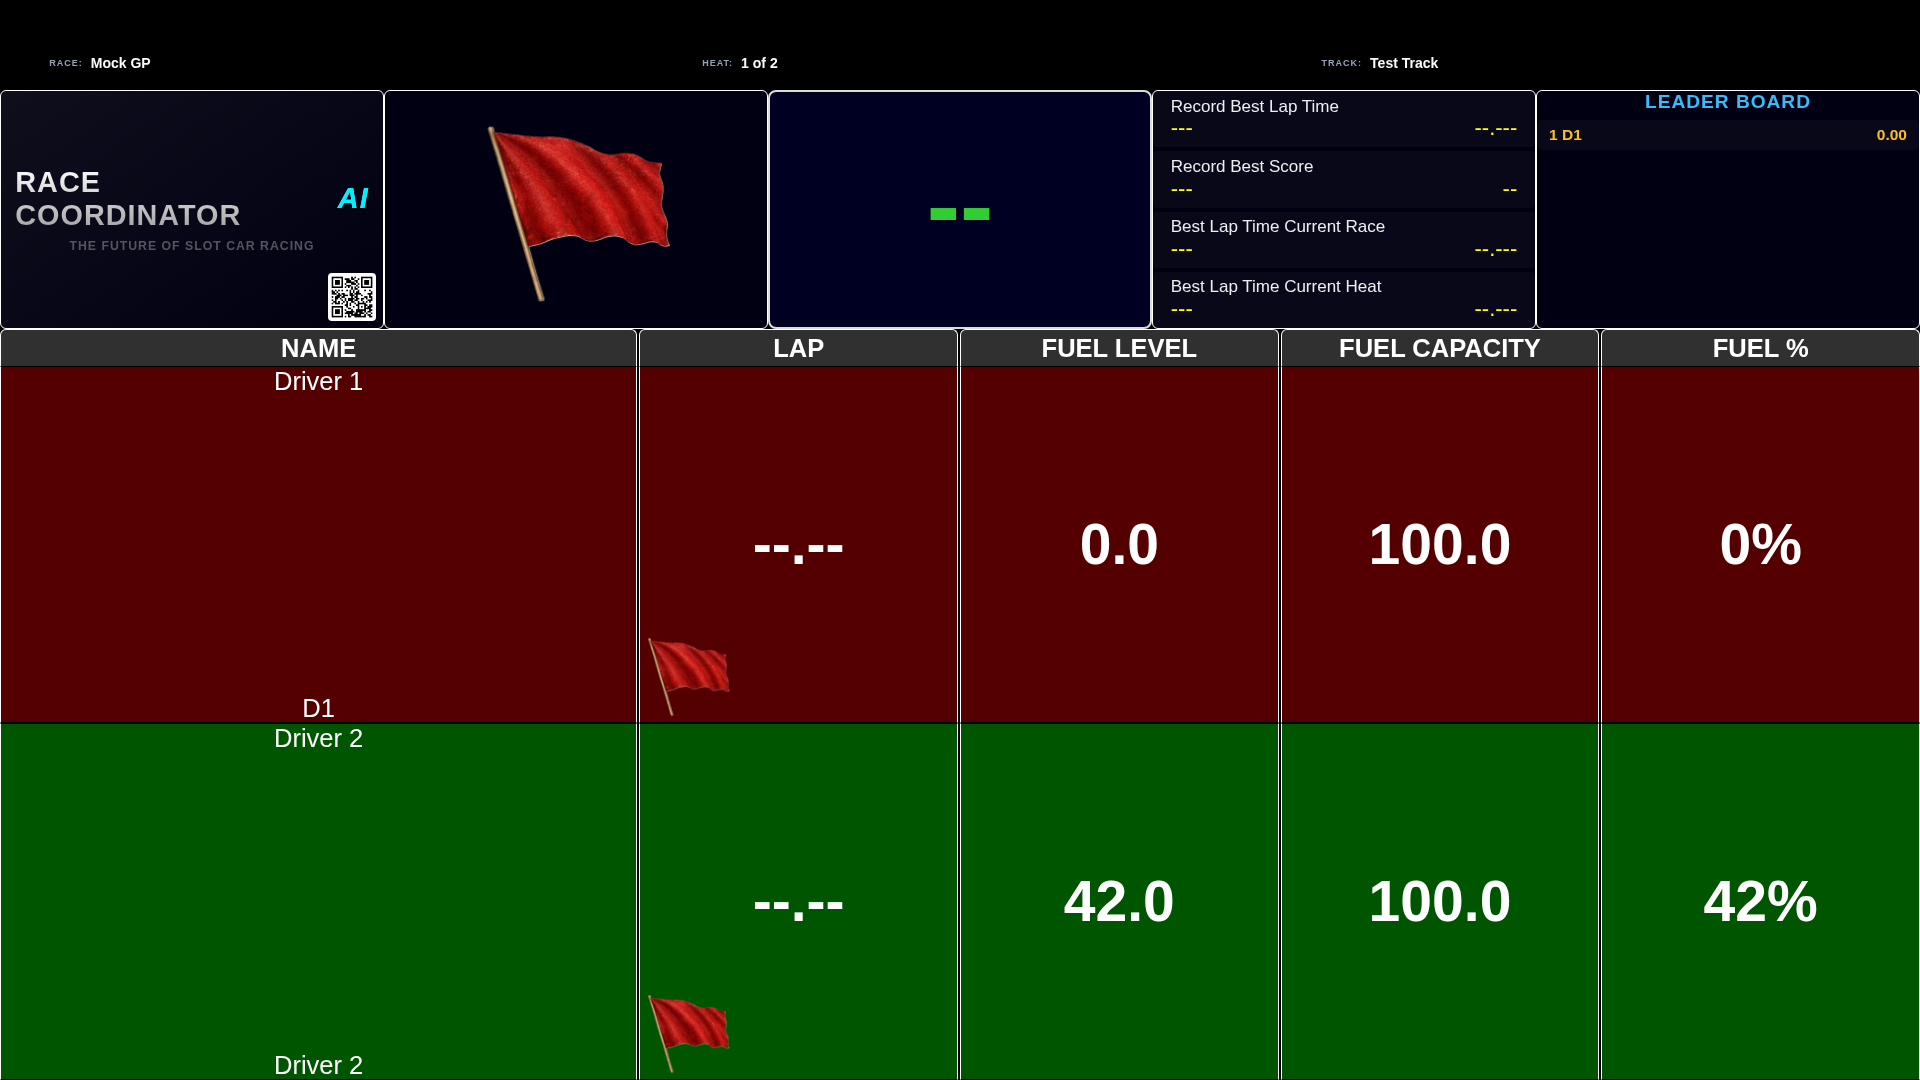 RACE: Mock GP
HEAT: 1 of 2
TRACK: Test Track
RACE
COORDINATOR
AI
THE FUTURE OF SLOT CAR RACING
--
Record Best Lap Time
--- --.---
Record Best Score
--- --
Best Lap Time Current Race
--- --.---
Best Lap Time Current Heat
--- --.---
LEADER BOARD
1 D1 0.00
NAME LAP FUEL LEVEL FUEL CAPACITY FUEL %
Driver 1
--.-- 0.0 100.0 0%
D1
Driver 2
--.-- 42.0 100.0 42%
Driver 2